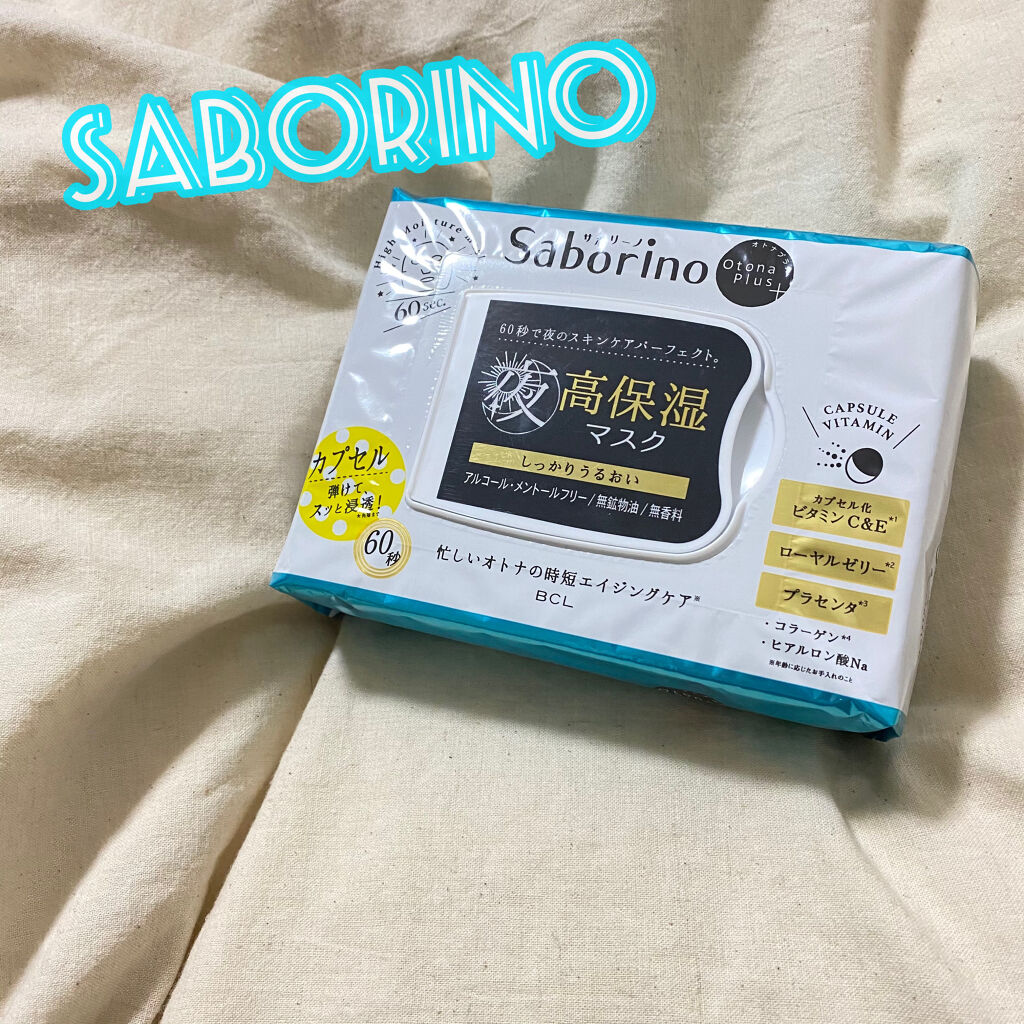 SABORINO
High Moisture
60 sec.
サボリーノ
Saborino
オトナプラス
Otona
Plus+
60秒で夜のスキンケアパーフェクト。
夜
高保湿
マスク
しっかりうるおい
アルコール・メントールフリー/無鉱物油/無香料
カプセル
弾けて、
スッと浸透!
60秒
忙しいオトナの時短エイジングケア※
BCL
CAPSULE
VITAMIN
カプセル化
ビタミンC&E*1
ローヤルゼリー*2
プラセンタ*3
・コラーゲン*4
・ヒアルロン酸Na
※年齢に応じたお手入れのこと